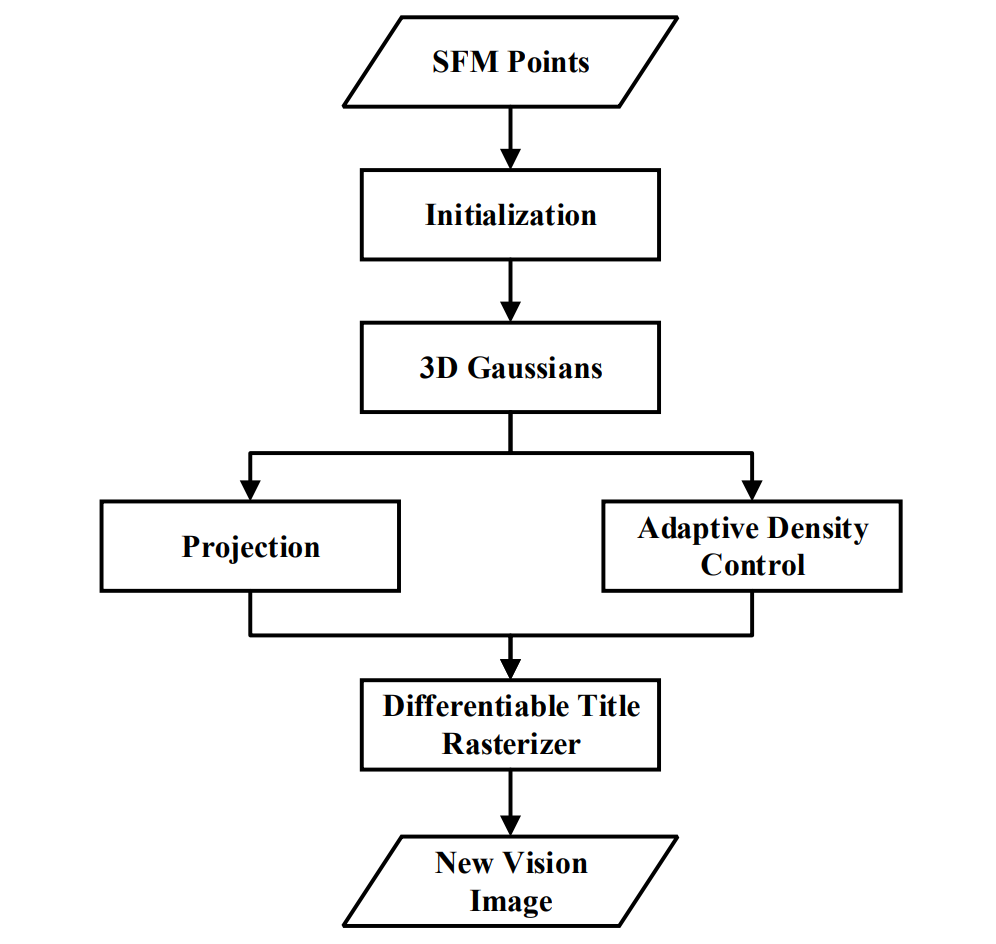 SFM Points
Initialization
3D Gaussians
Projection
Adaptive Density
Control
Differentiable Title
Rasterizer
New Vision
Image